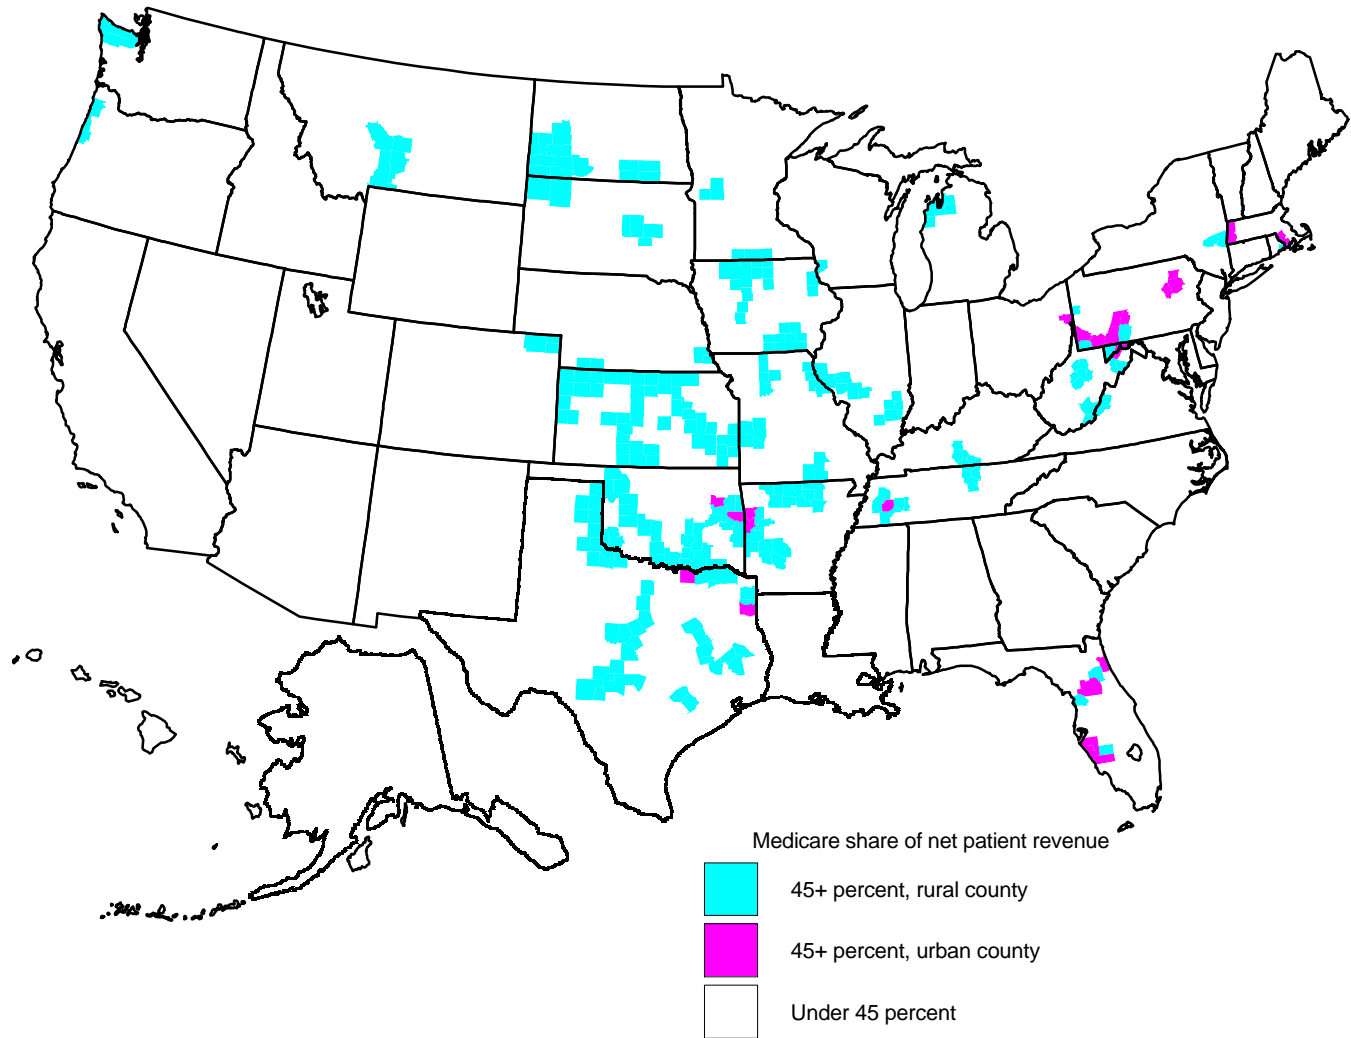 Medicare share of net patient revenue
45+ percent, rural county
45+ percent, urban county
Under 45 percent